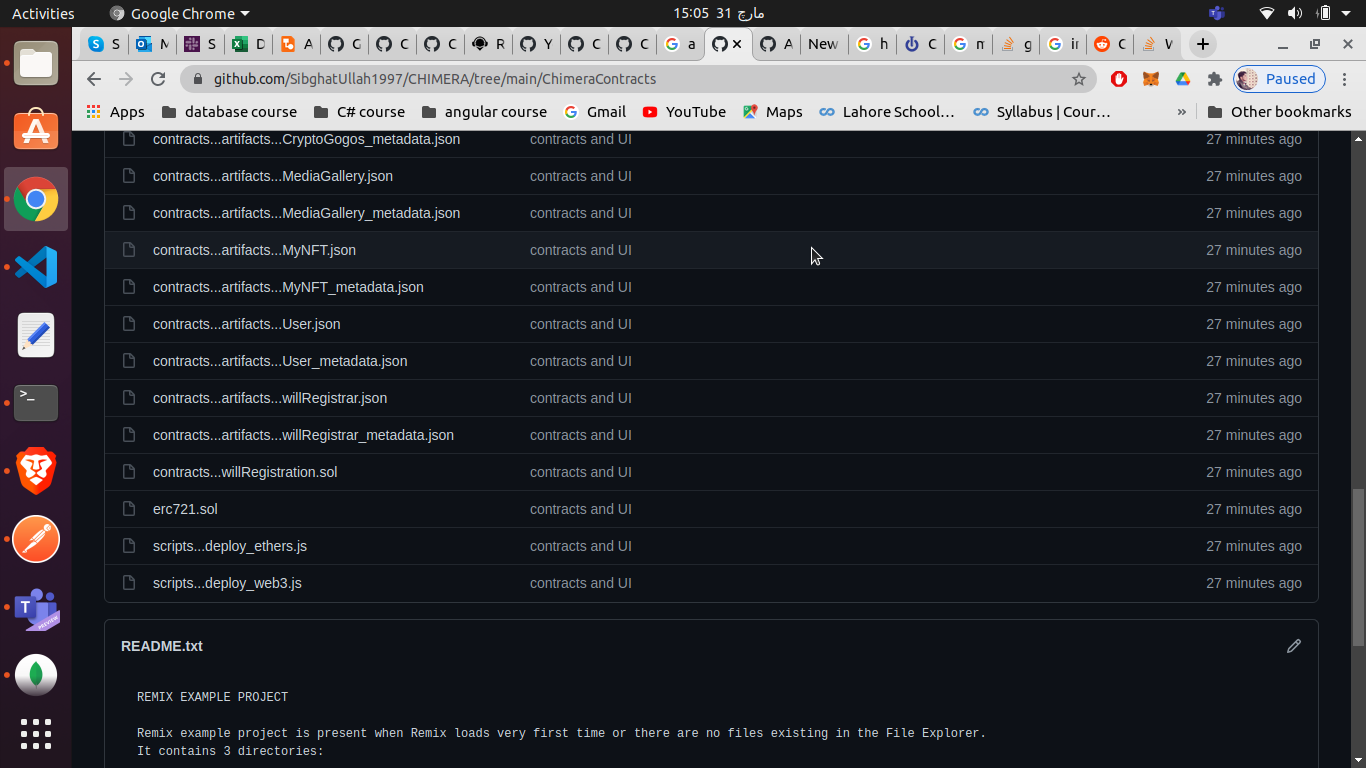 Activities Google Chrome 15:05 31 مارچ
S M S D A G C C R Y C C a A New h C m g i C W
github.com/SibghatUllah1997/CHIMERA/tree/main/ChimeraContracts Paused
Apps database course C# course angular course Gmail YouTube Maps Lahore School… Syllabus | Cour… » Other bookmarks
contracts...artifacts...CryptoGogos_metadata.json contracts and UI 27 minutes ago
contracts...artifacts...MediaGallery.json contracts and UI 27 minutes ago
contracts...artifacts...MediaGallery_metadata.json contracts and UI 27 minutes ago
contracts...artifacts...MyNFT.json contracts and UI 27 minutes ago
contracts...artifacts...MyNFT_metadata.json contracts and UI 27 minutes ago
contracts...artifacts...User.json contracts and UI 27 minutes ago
contracts...artifacts...User_metadata.json contracts and UI 27 minutes ago
contracts...artifacts...willRegistrar.json contracts and UI 27 minutes ago
contracts...artifacts...willRegistrar_metadata.json contracts and UI 27 minutes ago
contracts...willRegistration.sol contracts and UI 27 minutes ago
erc721.sol contracts and UI 27 minutes ago
scripts...deploy_ethers.js contracts and UI 27 minutes ago
scripts...deploy_web3.js contracts and UI 27 minutes ago
README.txt
REMIX EXAMPLE PROJECT
Remix example project is present when Remix loads very first time or there are no files existing in the File Explorer.
It contains 3 directories: